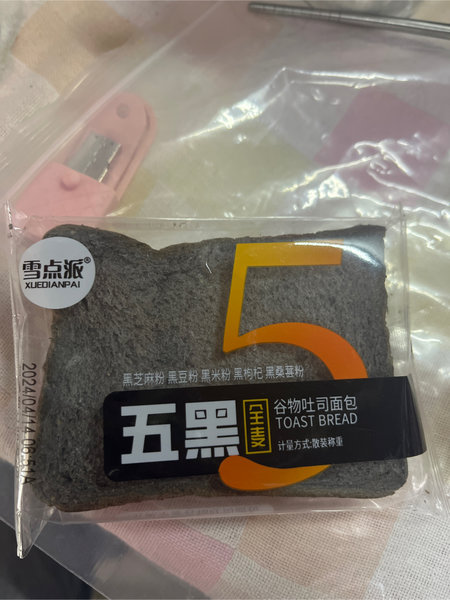 雪点派®
XUEDIANPAI
5
黑芝麻粉 黑豆粉 黑米粉 黑枸杞 黑桑葚粉
五黑 全麦 谷物吐司面包
TOAST BREAD
计量方式:散装称重